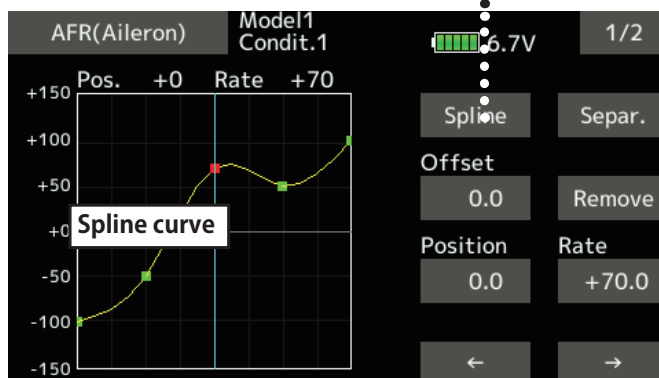 AFR(Aileron)
Model1
Condit.1
6.7V
1/2
Pos. +0 Rate +70
+150
+100
+50
+0
-50
-100
-150
Spline curve
Spline
Separ.
Offset
0.0
Remove
Position
Rate
0.0
+70.0
←
→